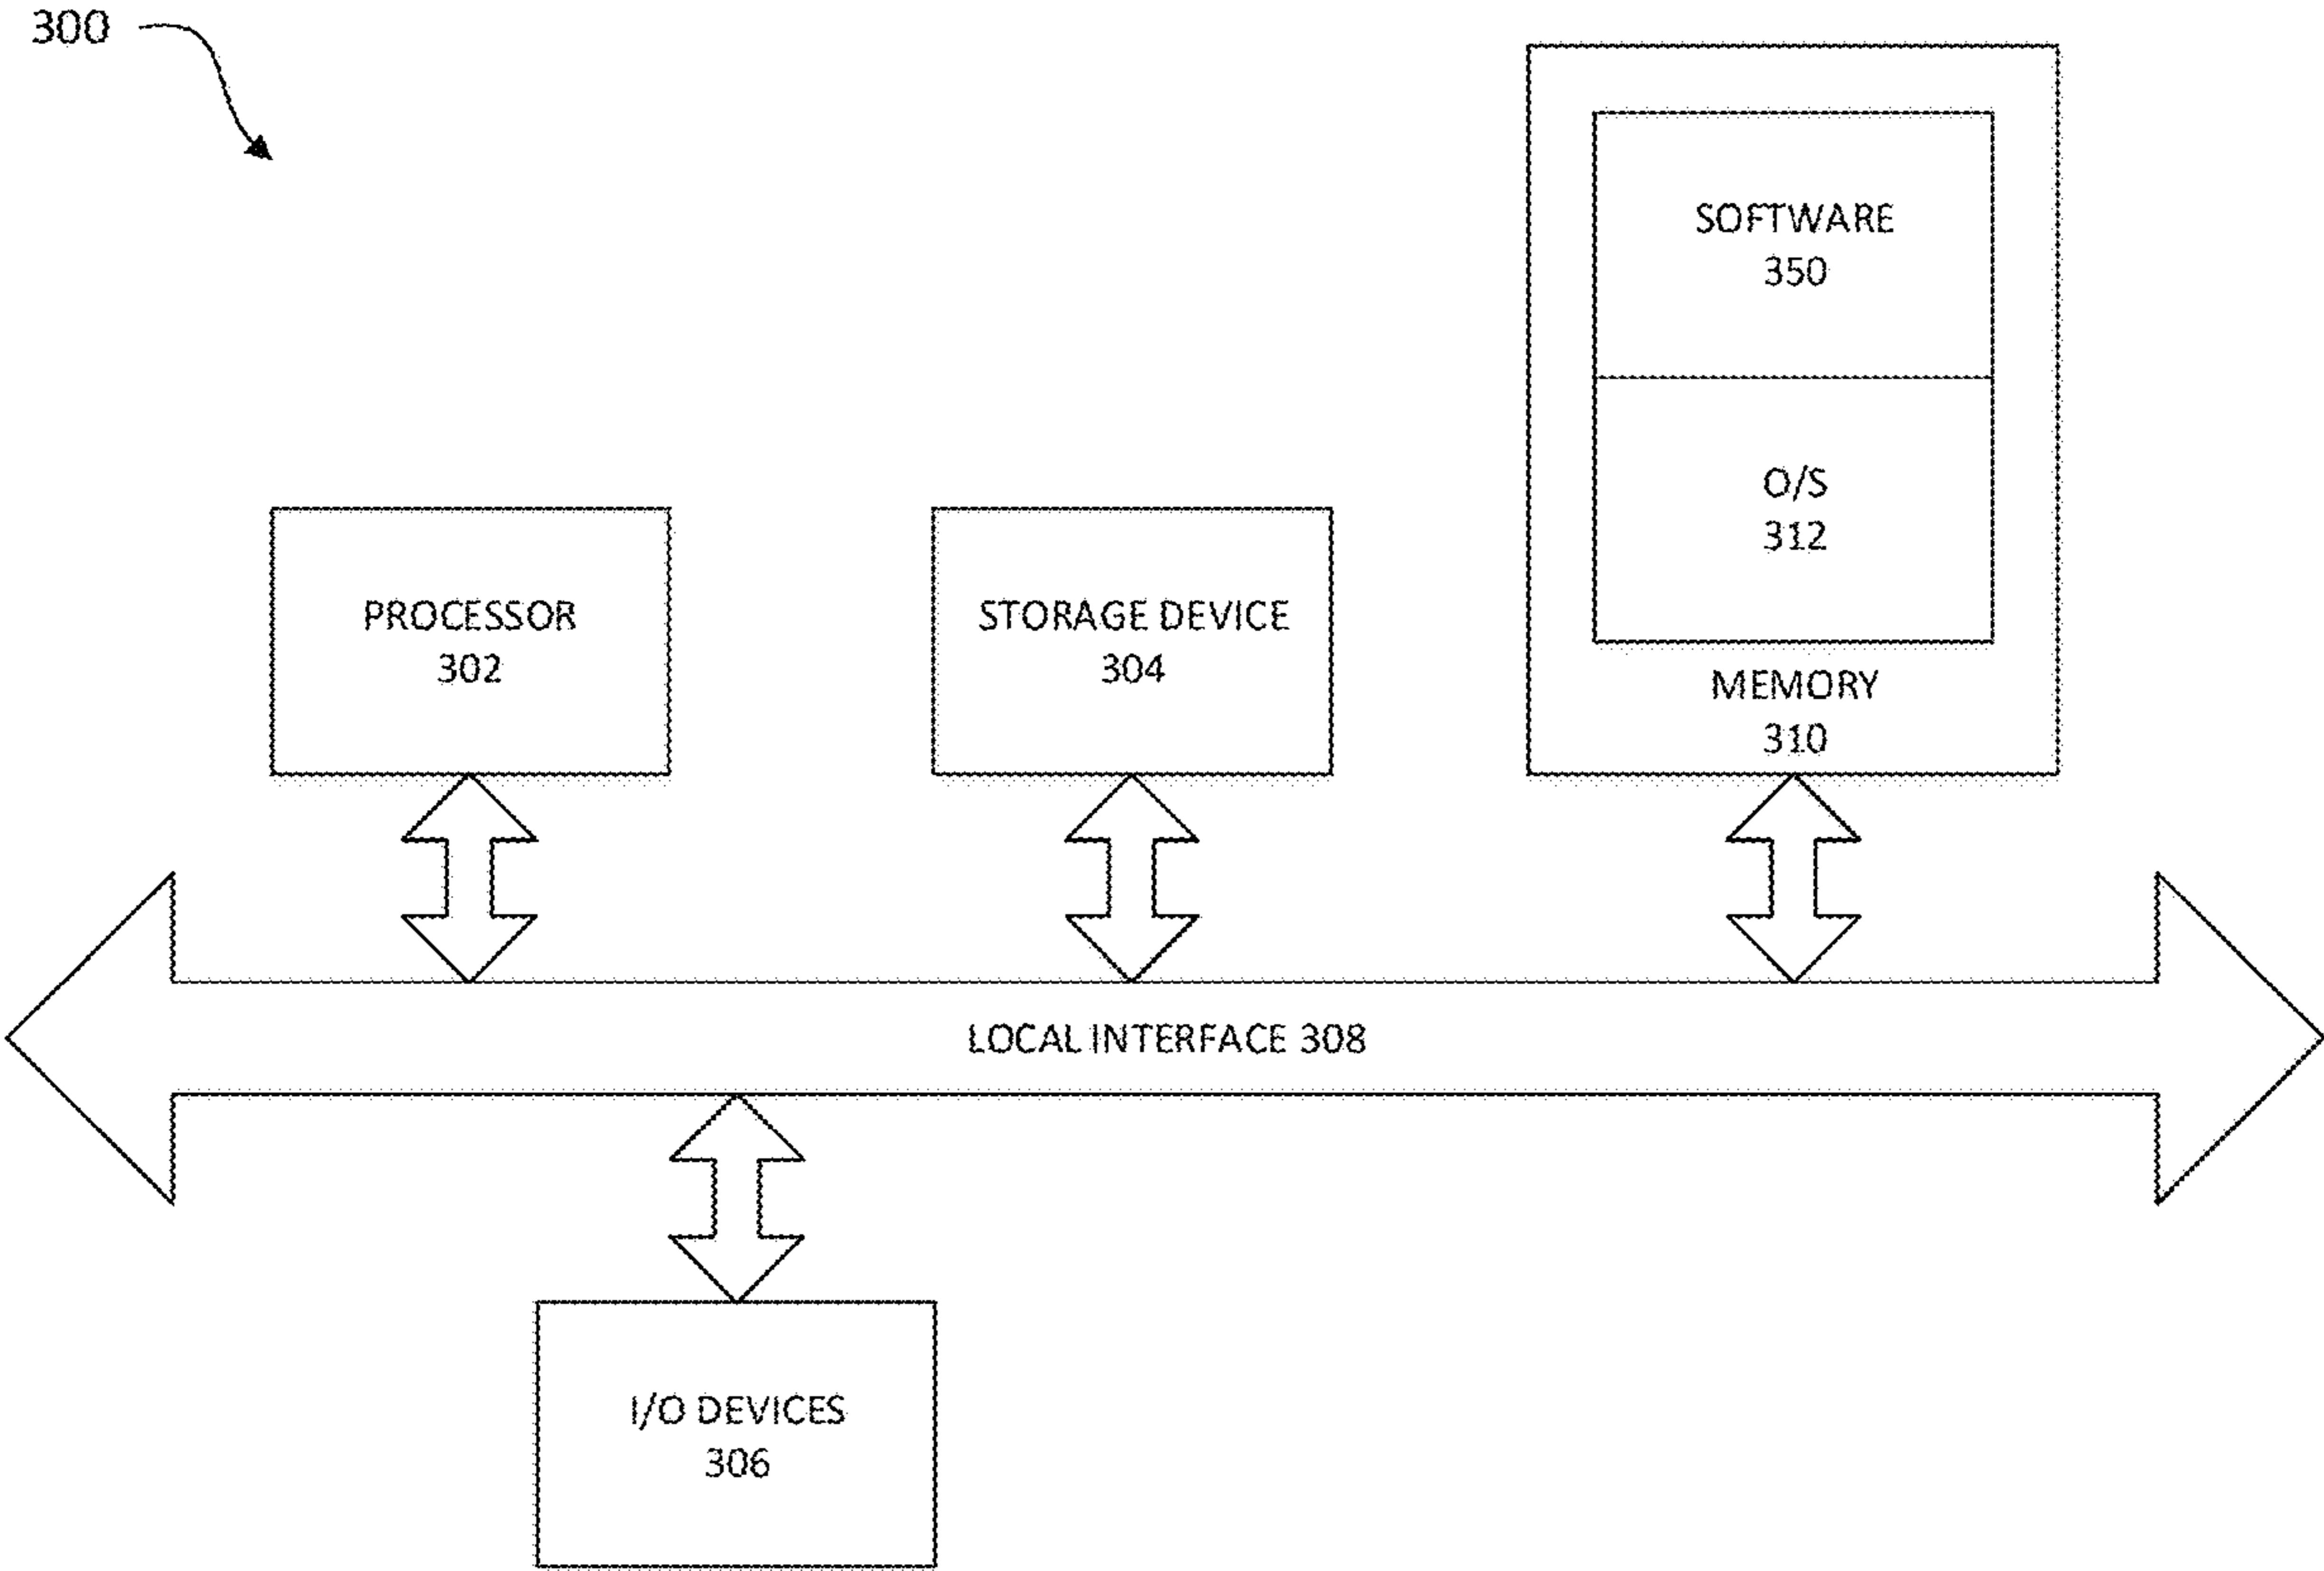 300
SOFTWARE
350
O/S
312
PROCESSOR
302
STORAGE DEVICE
304
MEMORY
310
LOCAL INTERFACE 308
I/O DEVICES
306